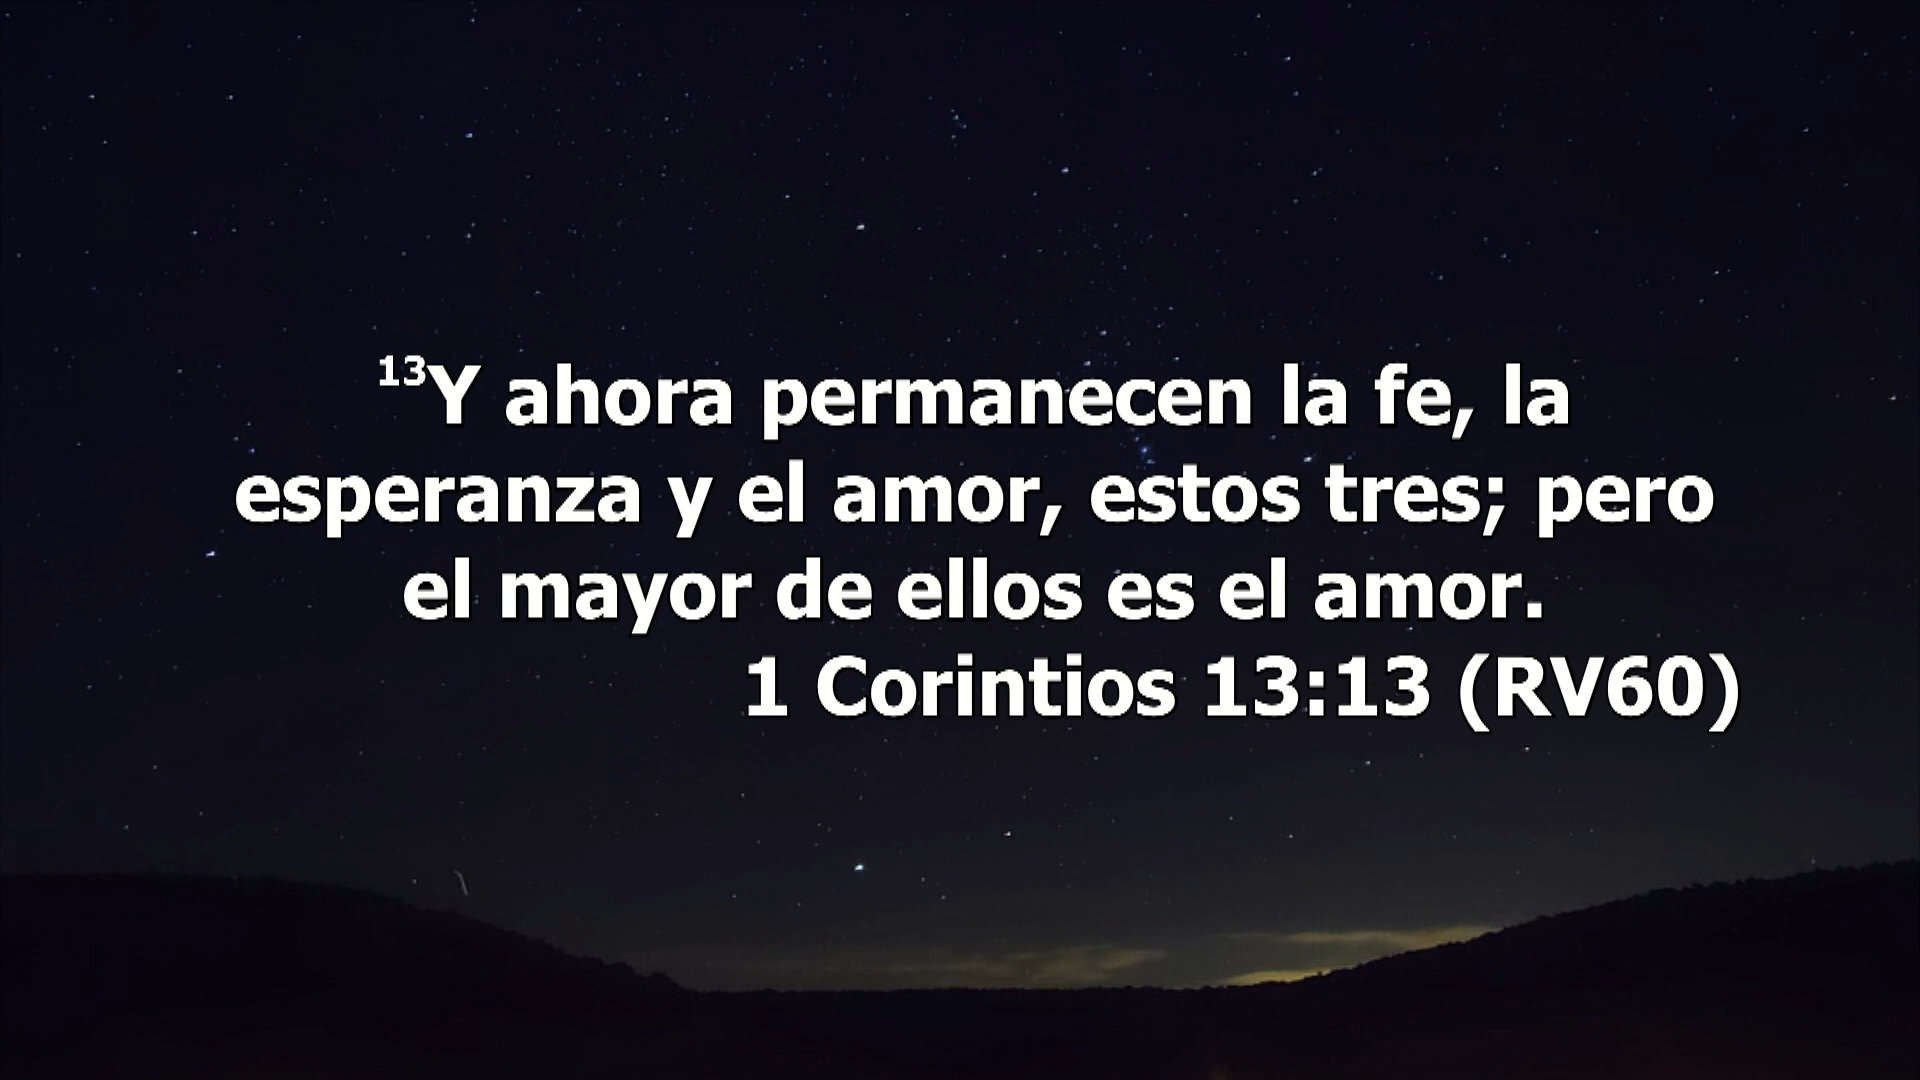 13Y ahora permanecen la fe, la
esperanza y el amor, estos tres; pero
el mayor de ellos es el amor.
1 Corintios 13:13 (RV60)